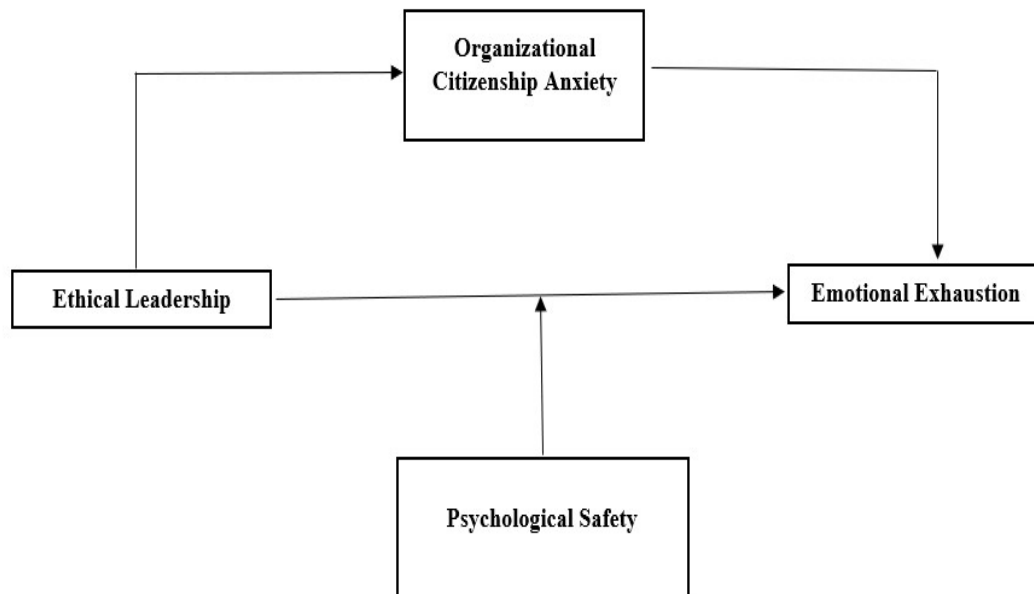 Organizational
Citizenship Anxiety
Ethical Leadership
Emotional Exhaustion
Psychological Safety